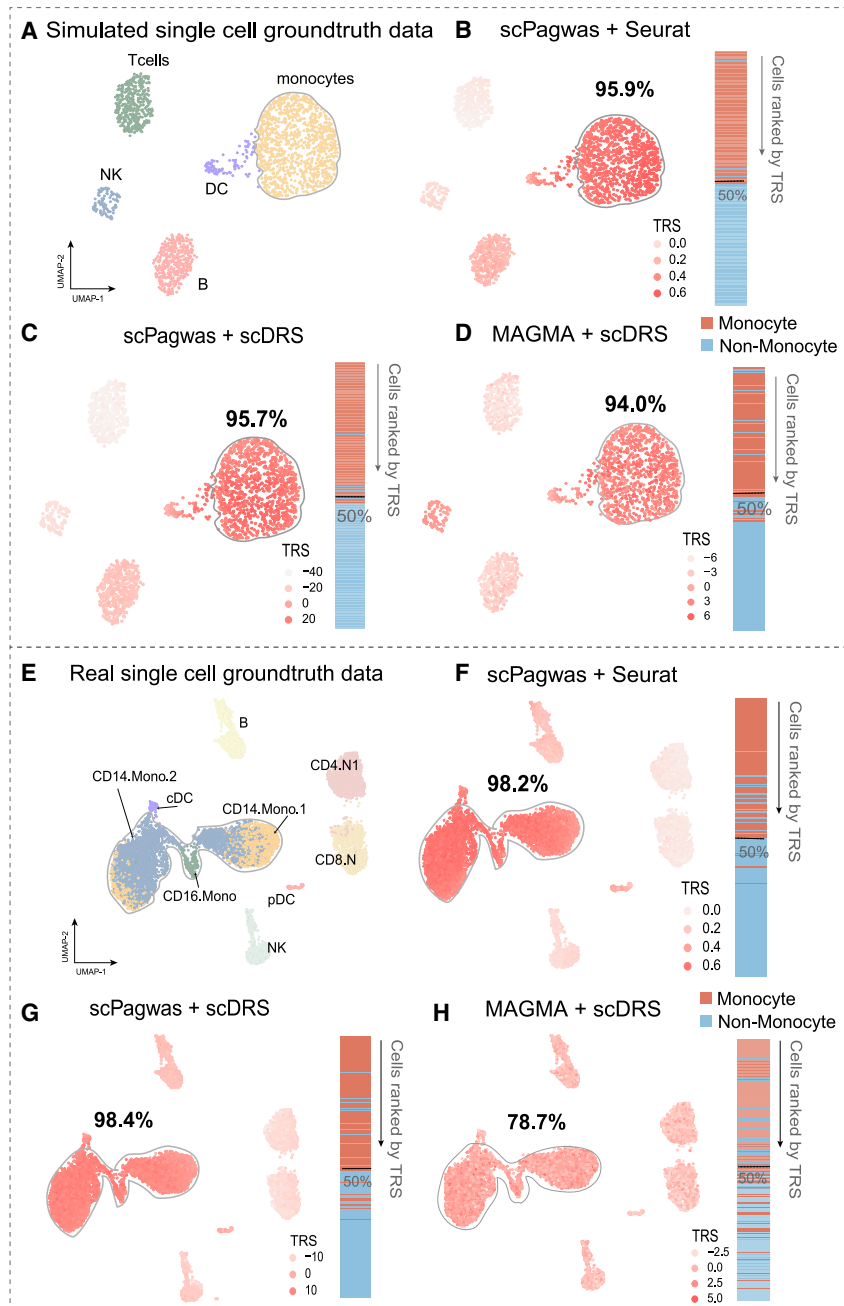 A Simulated single cell groundtruth data
Tcells
monocytes
NK
DC
B
UMAP-2
UMAP-1
B scPagwas + Seurat
95.9%
Cells ranked by TRS
50%
TRS
0.0
0.2
0.4
0.6
Monocyte
Non-Monocyte
C scPagwas + scDRS
95.7%
Cells ranked by TRS
50%
TRS
−40
−20
0
20
D MAGMA + scDRS
94.0%
Cells ranked by TRS
50%
TRS
−6
−3
0
3
6
E Real single cell groundtruth data
B
CD4.N1
CD14.Mono.2
cDC
CD14.Mono.1
CD8.N
CD16.Mono
pDC
NK
UMAP-2
UMAP-1
F scPagwas + Seurat
98.2%
Cells ranked by TRS
50%
TRS
0.0
0.2
0.4
0.6
Monocyte
Non-Monocyte
G scPagwas + scDRS
98.4%
Cells ranked by TRS
50%
TRS
−10
0
10
H MAGMA + scDRS
78.7%
Cells ranked by TRS
50%
TRS
−2.5
0.0
2.5
5.0